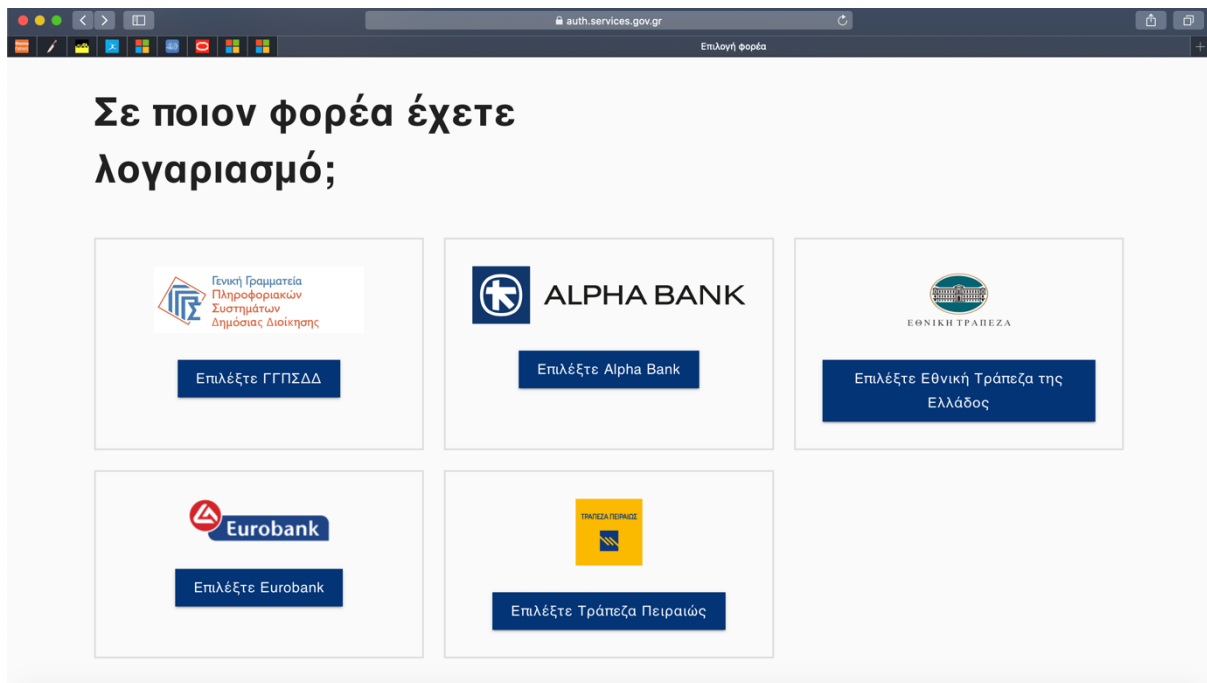 auth.services.gov.gr
Επιλογή φορέα
Σε ποιον φορέα έχετε
λογαριασμό;
Γενική Γραμματεία
Πληροφοριακών
Συστημάτων
Δημόσιας Διοίκησης
Επιλέξτε ΓΓΠΣΔΔ
ALPHA BANK
Επιλέξτε Alpha Bank
ΕΘΝΙΚΗ ΤΡΑΠΕΖΑ
Επιλέξτε Εθνική Τράπεζα της
Ελλάδος
Eurobank
Επιλέξτε Eurobank
ΤΡΑΠΕΖΑ ΠΕΙΡΑΙΩΣ
Επιλέξτε Τράπεζα Πειραιώς